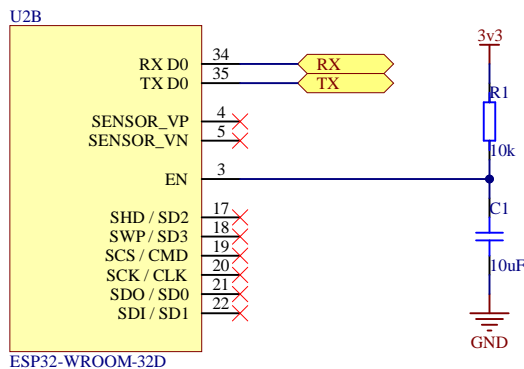 U2B
RX D0 34 RX
TX D0 35 TX
SENSOR_VP 4
SENSOR_VN 5
EN 3
SHD / SD2 17
SWP / SD3 18
SCS / CMD 19
SCK / CLK 20
SDO / SD0 21
SDI / SD1 22
ESP32-WROOM-32D
3v3
R1
10k
C1
10uF
GND